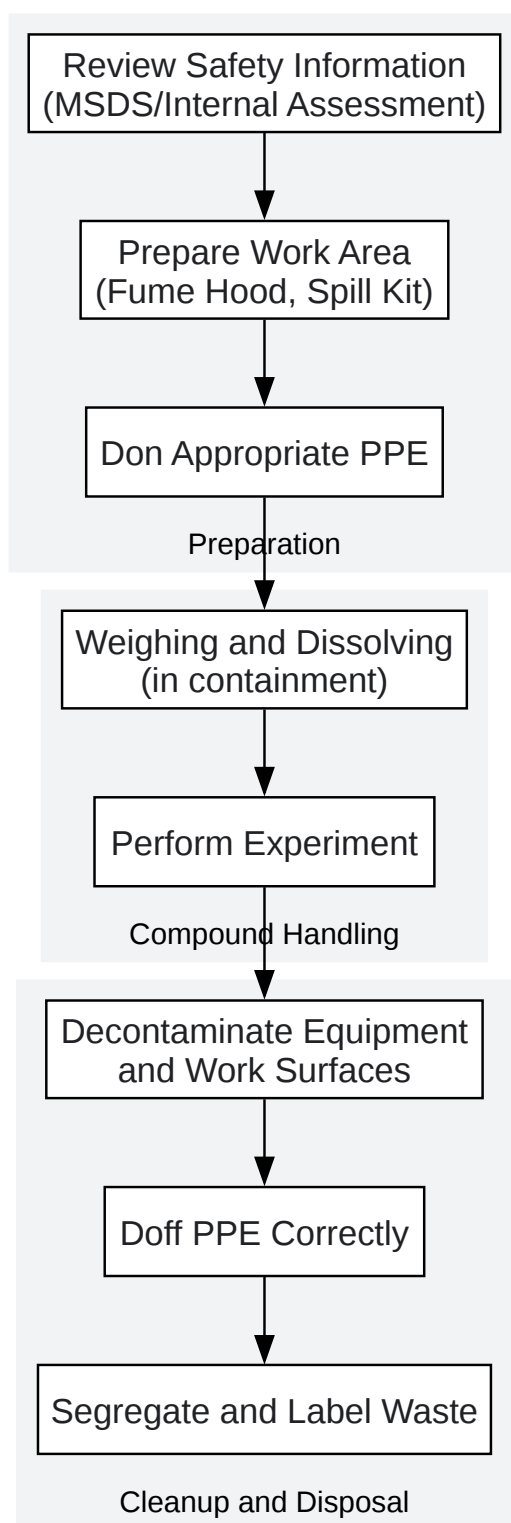 Review Safety Information
(MSDS/Internal Assessment)
Prepare Work Area
(Fume Hood, Spill Kit)
Don Appropriate PPE
Preparation
Weighing and Dissolving
(in containment)
Perform Experiment
Compound Handling
Decontaminate Equipment
and Work Surfaces
Doff PPE Correctly
Segregate and Label Waste
Cleanup and Disposal